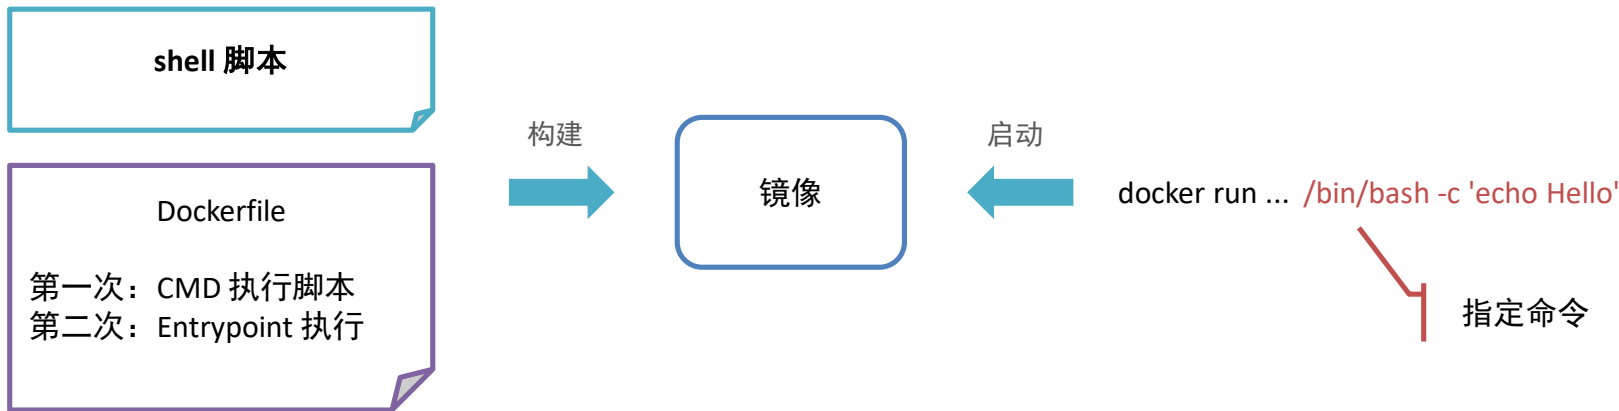 shell 脚本
Dockerfile
第一次：CMD 执行脚本
第二次：Entrypoint 执行
构建
镜像
启动
docker run ... /bin/bash -c 'echo Hello'
指定命令